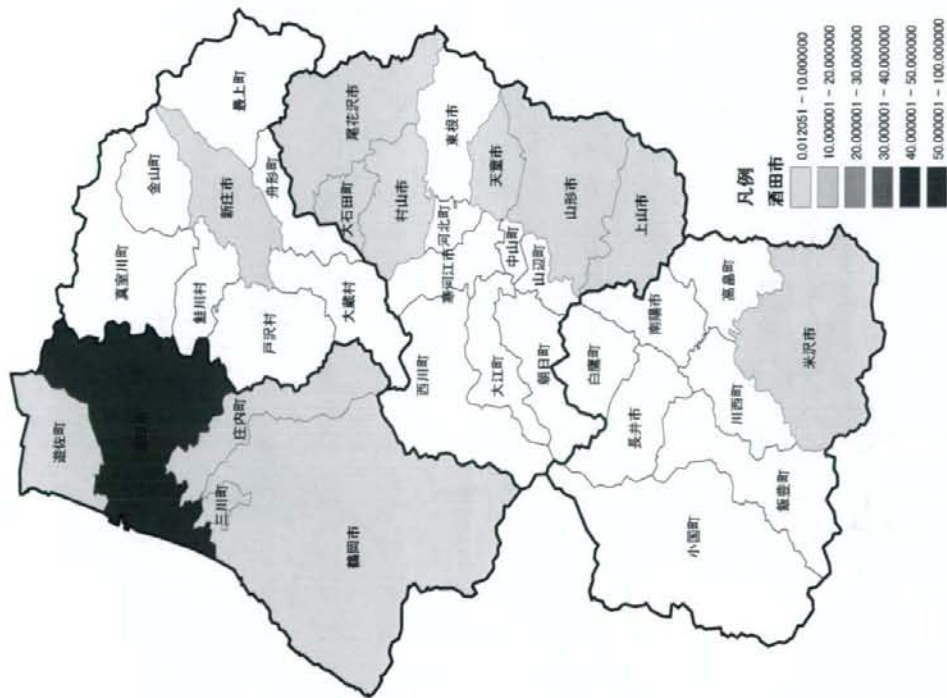 最上町
金山町
真室川町
新庄市
舟形町
鮭川村
戸沢村
大蔵村
尾花沢市
大石田町
村山市
東根市
河北町
寒河江市
天童市
中山町
山辺町
山形市
上山市
西川町
大江町
朝日町
遊佐町
酒田市
庄内町
三川町
鶴岡市
白鷹町
南陽市
高畠町
長井市
川西町
米沢市
飯豊町
小国町
凡例
酒田市
0.012051 - 10.000000
10.000001 - 20.000000
20.000001 - 30.000000
30.000001 - 40.000000
40.000001 - 50.000000
50.000001 - 100.000000